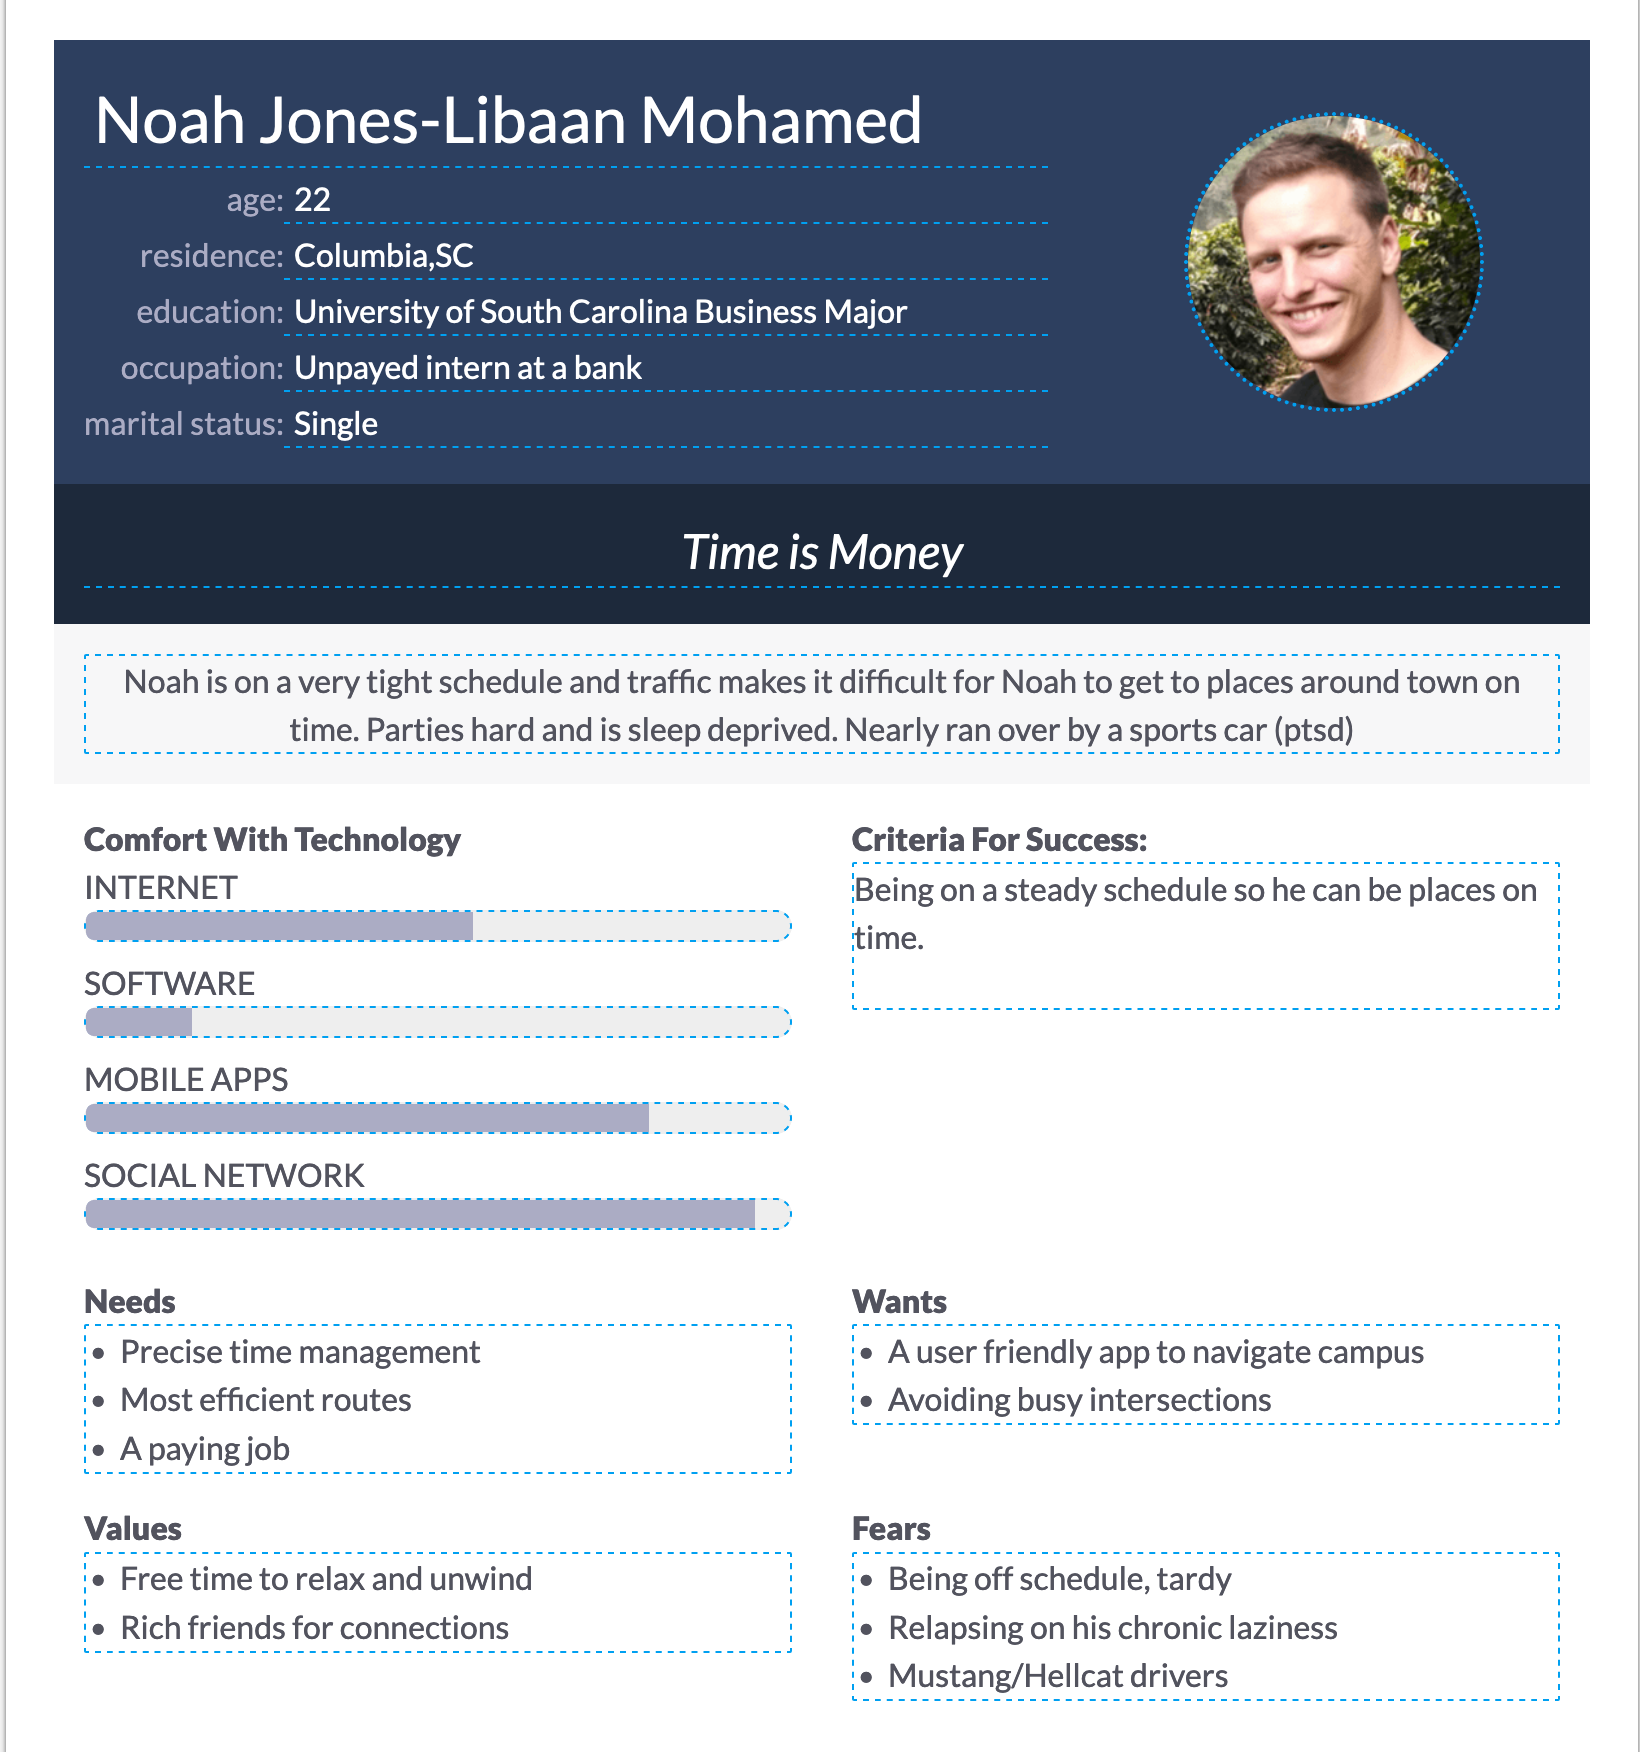 Noah Jones-Libaan Mohamed
age: 22
residence: Columbia,SC
education: University of South Carolina Business Major
occupation: Unpayed intern at a bank
marital status: Single
Time is Money
Noah is on a very tight schedule and traffic makes it difficult for Noah to get to places around town on
time. Parties hard and is sleep deprived. Nearly ran over by a sports car (ptsd)
Comfort With Technology
INTERNET
SOFTWARE
MOBILE APPS
SOCIAL NETWORK
Criteria For Success:
Being on a steady schedule so he can be places on
time.
Needs
• Precise time management
• Most efficient routes
• A paying job
Wants
• A user friendly app to navigate campus
• Avoiding busy intersections
Values
• Free time to relax and unwind
• Rich friends for connections
Fears
• Being off schedule, tardy
• Relapsing on his chronic laziness
• Mustang/Hellcat drivers